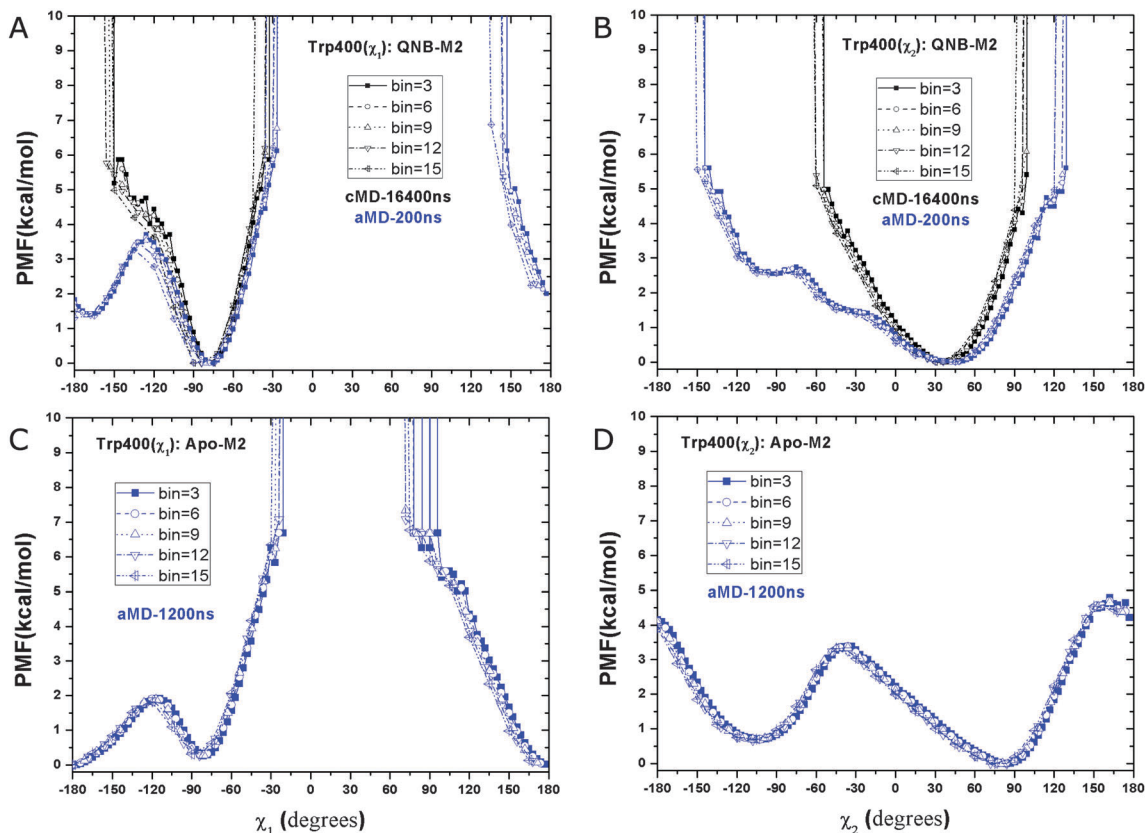 A
PMF(kcal/mol)
10
9
8
7
6
5
4
3
2
1
0
Trp400(χ₁): QNB-M2
bin=3
bin=6
bin=9
bin=12
bin=15
cMD-16400ns
aMD-200ns
-180 -150 -120 -90 -60 -30 0 30 60 90 120 150 180
B
PMF(kcal/mol)
10
9
8
7
6
5
4
3
2
1
0
Trp400(χ₂): QNB-M2
bin=3
bin=6
bin=9
bin=12
bin=15
cMD-16400ns
aMD-200ns
-180 -150 -120 -90 -60 -30 0 30 60 90 120 150 180
C
PMF(kcal/mol)
10
9
8
7
6
5
4
3
2
1
0
Trp400(χ₁): Apo-M2
bin=3
bin=6
bin=9
bin=12
bin=15
aMD-1200ns
-180 -150 -120 -90 -60 -30 0 30 60 90 120 150 180
χ₁ (degrees)
D
PMF(kcal/mol)
10
9
8
7
6
5
4
3
2
1
0
Trp400(χ₂): Apo-M2
bin=3
bin=6
bin=9
bin=12
bin=15
aMD-1200ns
-180 -150 -120 -90 -60 -30 0 30 60 90 120 150 180
χ₂ (degrees)